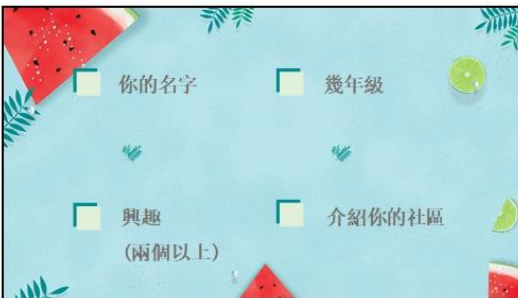 你的名字
幾年級
興趣
(兩個以上)
介紹你的社區